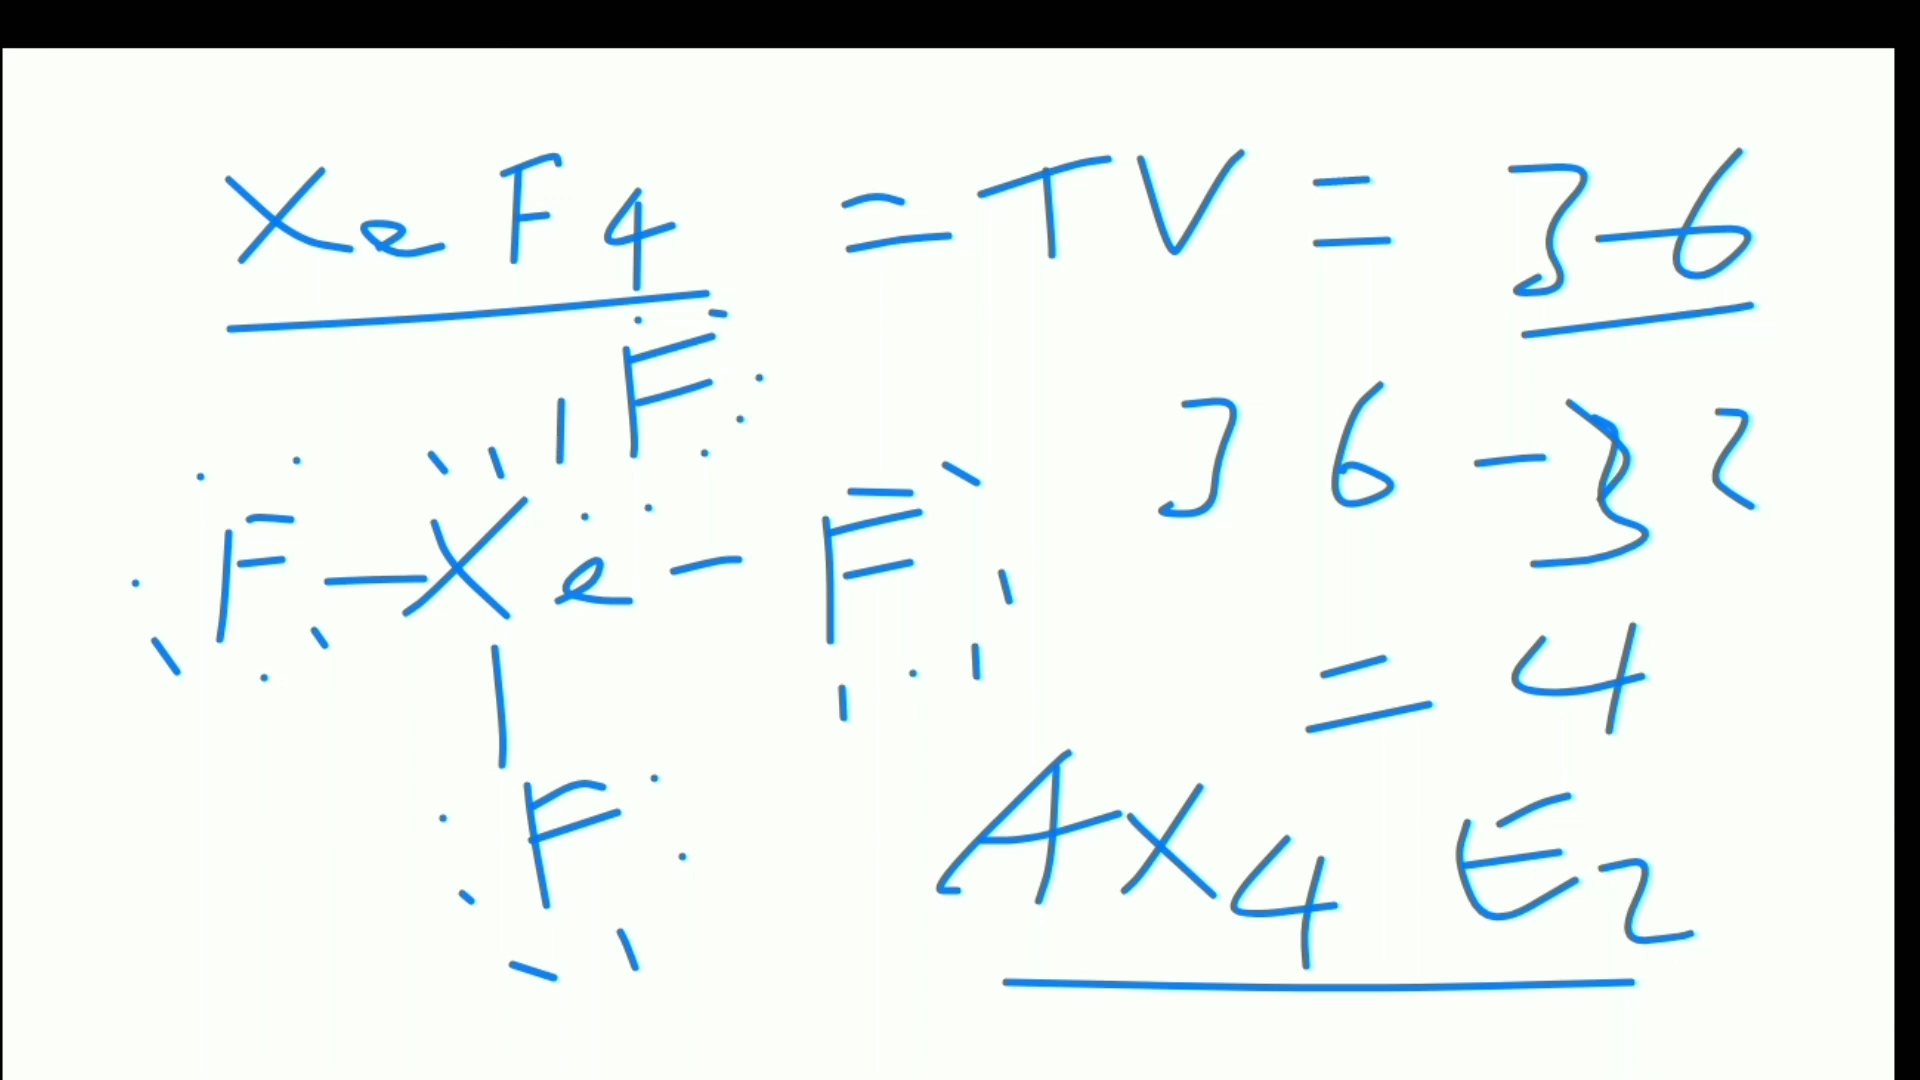 XeF4 = TV = 36
F
36 - 32
F - Xe - F
= 4
F
AX4E2